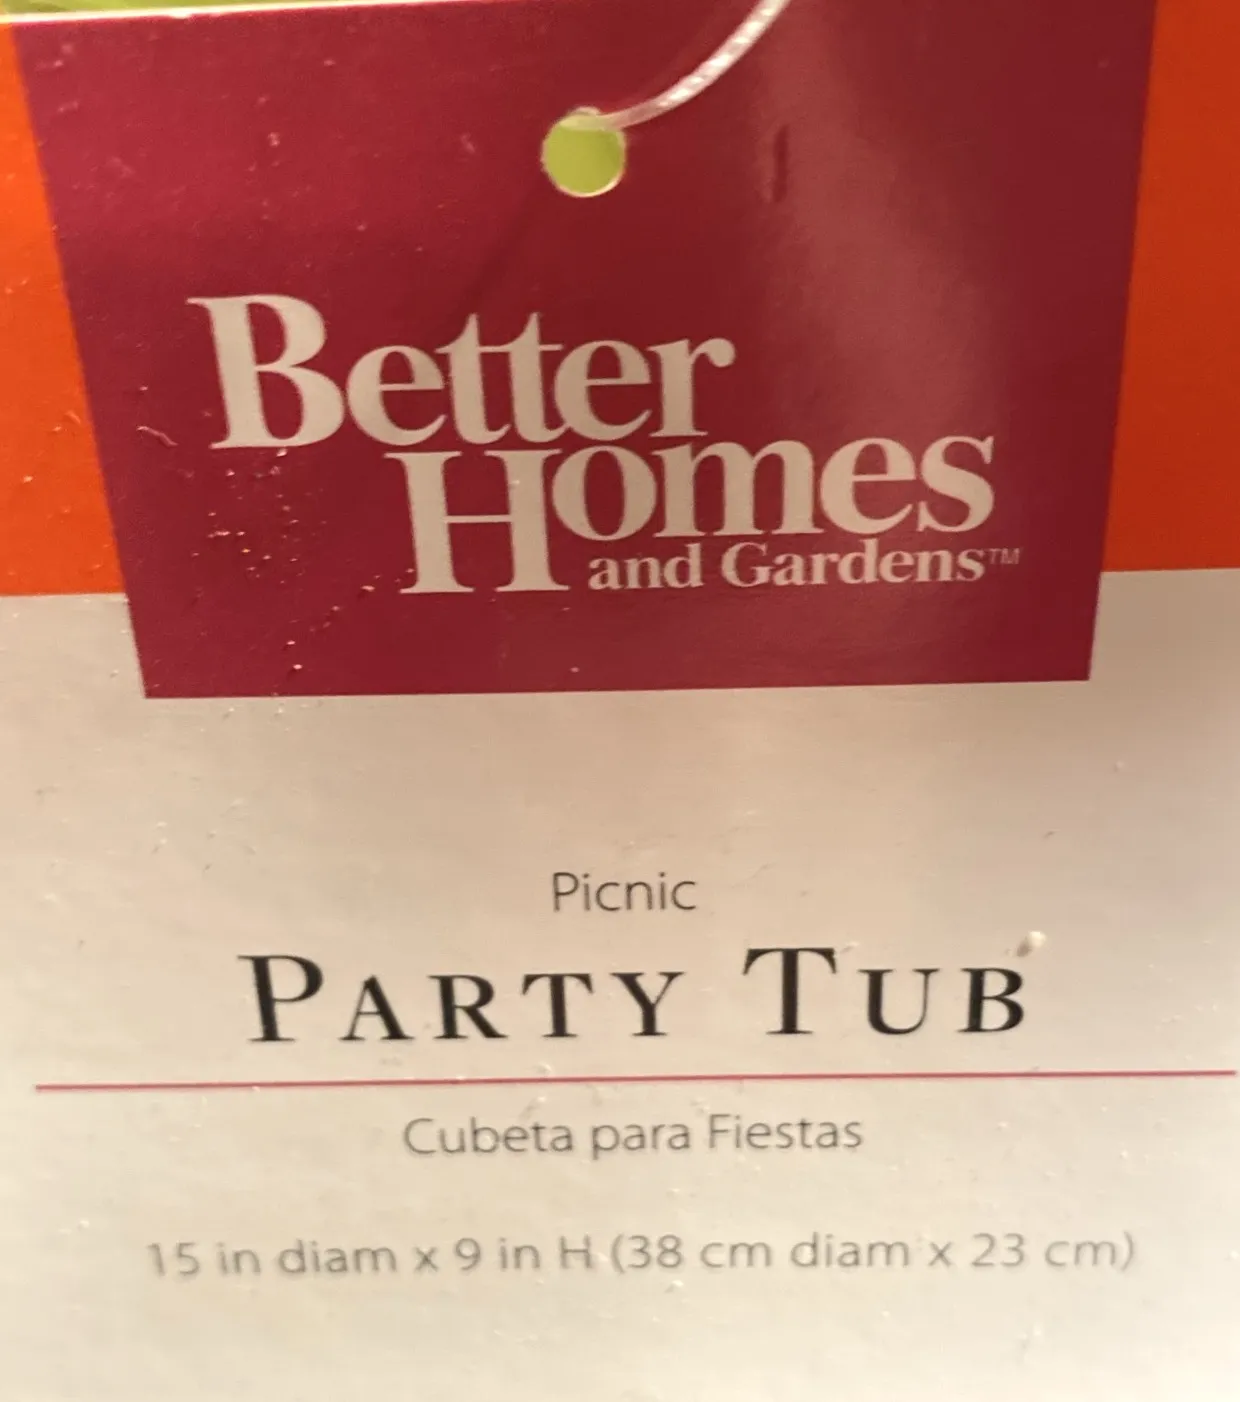 Better
Homes
and Gardens™
Picnic
PARTY TUB
Cubeta para Fiestas
15 in diam x 9 in H (38 cm diam x 23 cm)